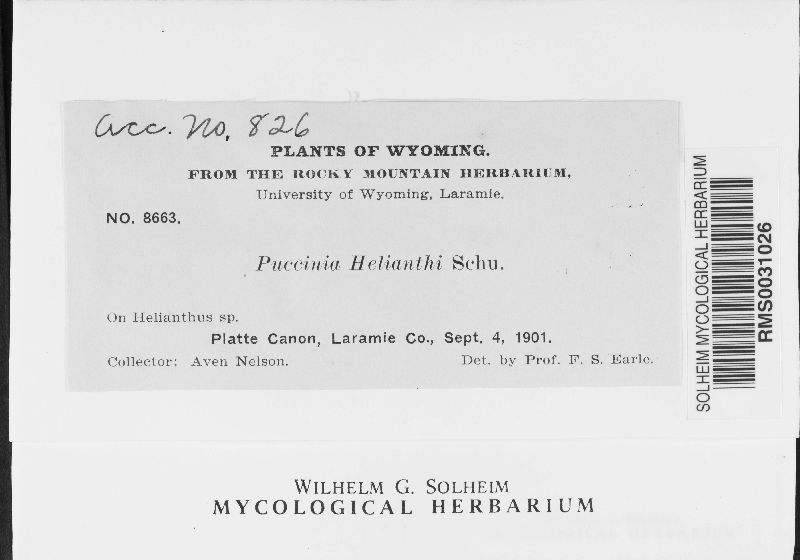 Acc. No. 826
PLANTS OF WYOMING.
FROM THE ROCKY MOUNTAIN HERBARIUM,
University of Wyoming, Laramie.
NO. 8663.
Puccinia Helianthi Schu.
On Helianthus sp.
Platte Canon, Laramie Co., Sept. 4, 1901.
Collector: Aven Nelson. Det. by Prof. F. S. Earle.
SOLHEIM MYCOLOGICAL HERBARIUM
RMS0031026
WILHELM G. SOLHEIM
MYCOLOGICAL HERBARIUM